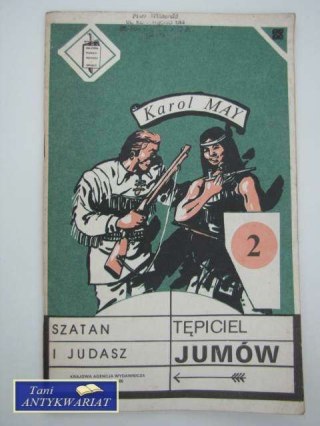 Karol MAY
2
SZATAN
I JUDASZ
TĘPICIEL
JUMÓW
KRAJOWA AGENCJA WYDAWNICZA
Tani
ANTYKWARIAT